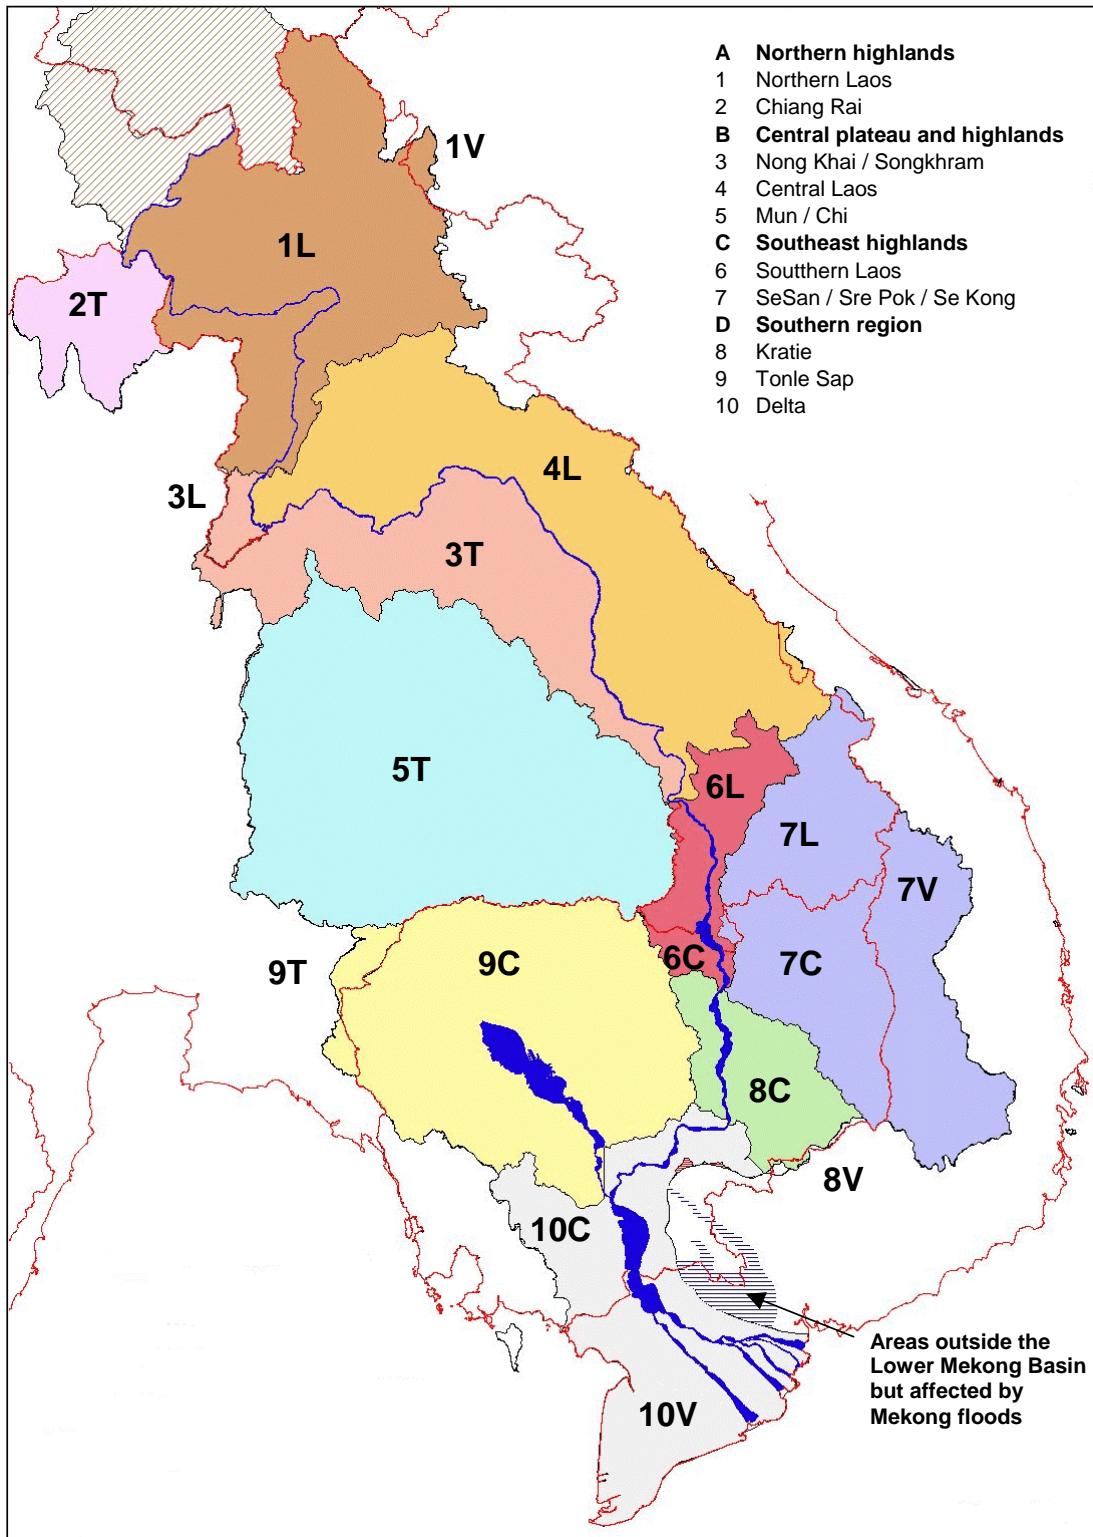 A Northern highlands
1 Northern Laos
2 Chiang Rai
B Central plateau and highlands
3 Nong Khai / Songkhram
4 Central Laos
5 Mun / Chi
C Southeast highlands
6 Soutthern Laos
7 SeSan / Sre Pok / Se Kong
D Southern region
8 Kratie
9 Tonle Sap
10 Delta
1V
1L
2T
4L
3L
3T
5T
6L
7L
7V
9T
9C
6C
7C
8C
8V
10C
Areas outside the
Lower Mekong Basin
but affected by
Mekong floods
10V